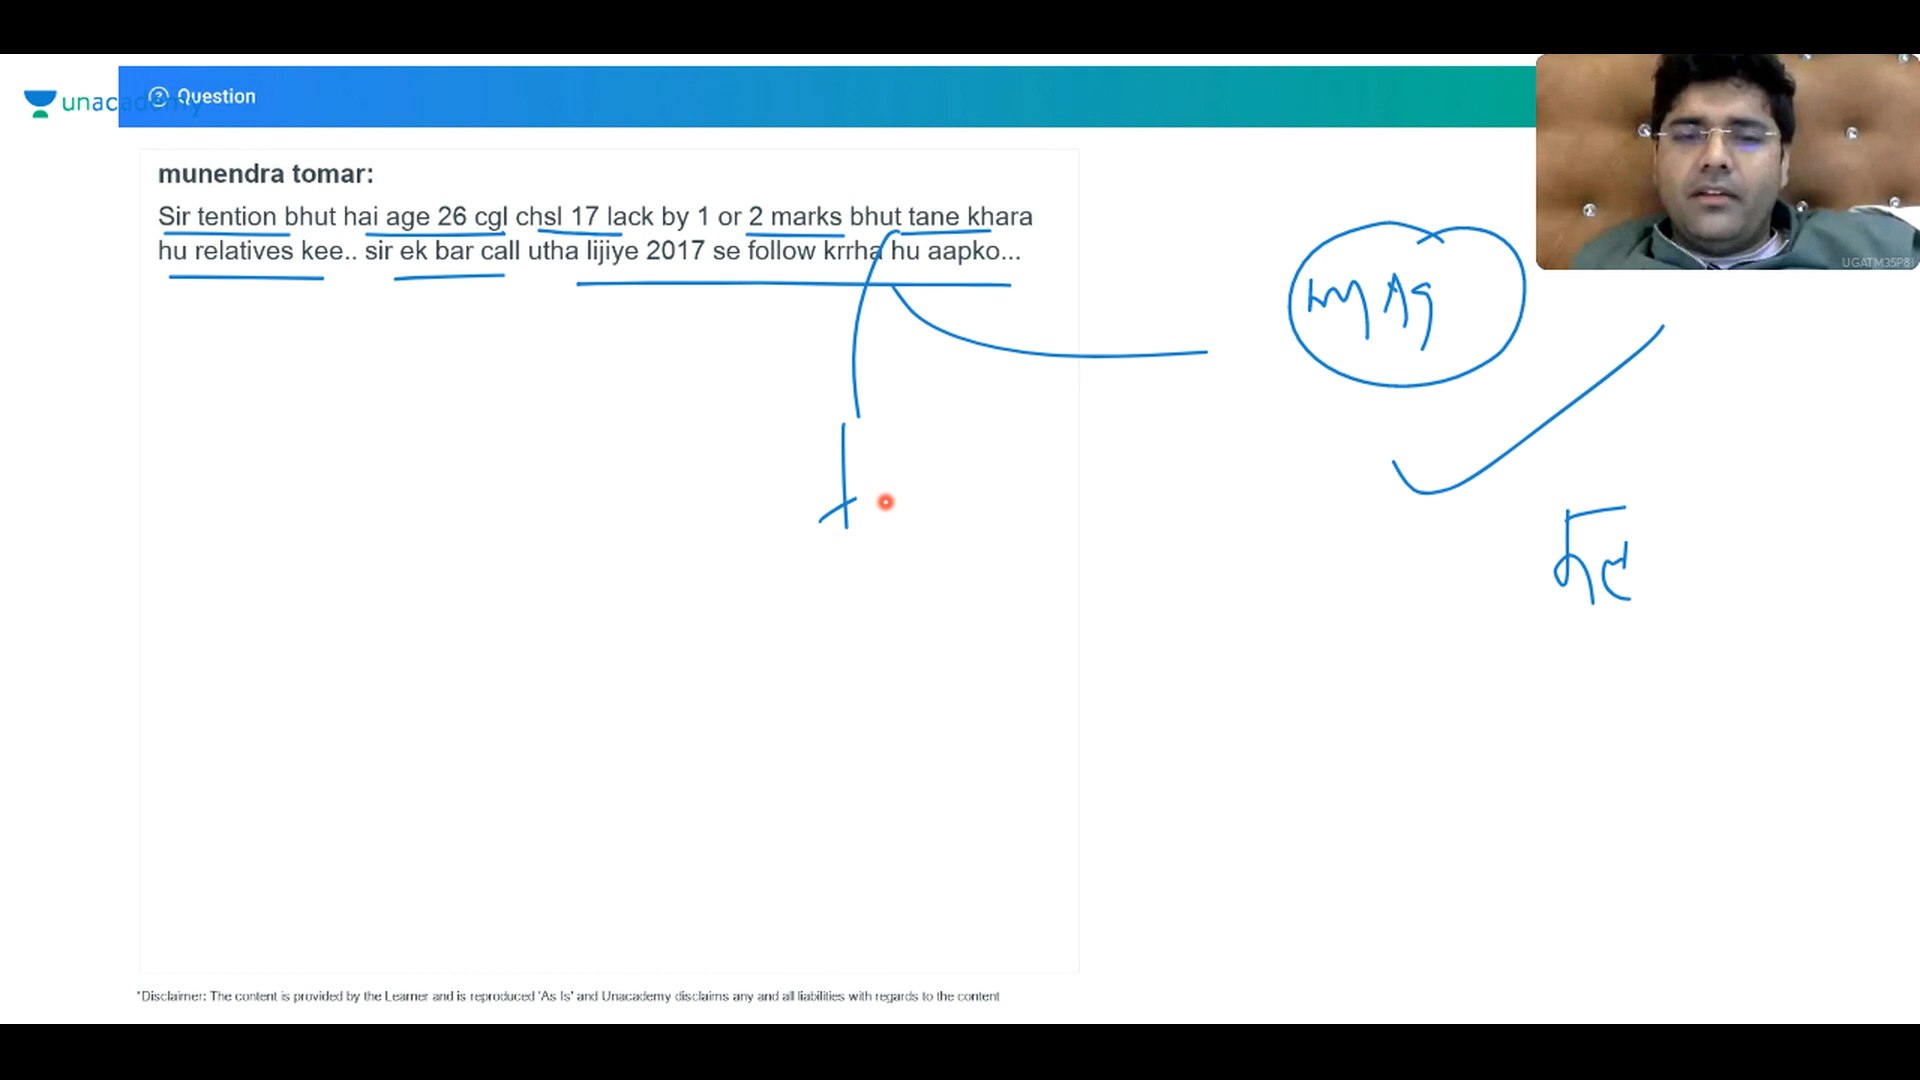 unacademy
Question
munendra tomar:
Sir tention bhut hai age 26 cgl chsl 17 lack by 1 or 2 marks bhut tane khara
hu relatives kee.. sir ek bar call utha lijiye 2017 se follow krrha hu aapko...
UGATM35P8I
*Disclaimer: The content is provided by the Learner and is reproduced 'As Is' and Unacademy disclaims any and all liabilities with regards to the content